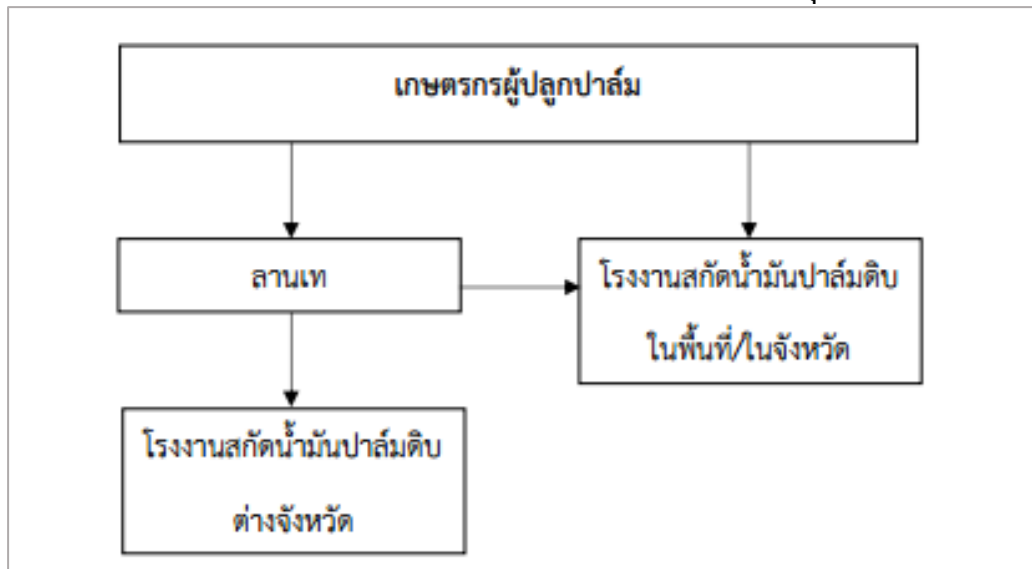 เกษตรกรผู้ปลูกปาล์ม
ลานเท
โรงงานสกัดน้ำมันปาล์มดิบ
ในพื้นที่/ในจังหวัด
โรงงานสกัดน้ำมันปาล์มดิบ
ต่างจังหวัด